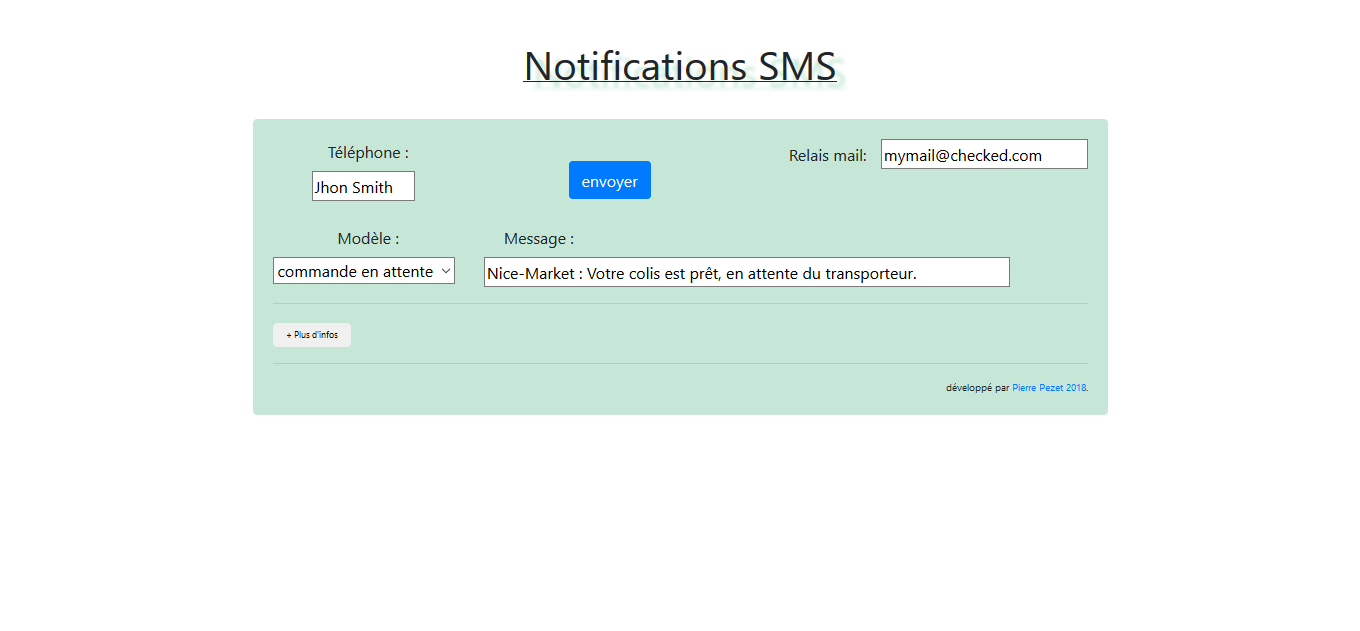 Notifications SMS
Téléphone :
Jhon Smith
envoyer
Relais mail:
mymail@checked.com
Modèle :
commande en attente
Message :
Nice-Market : Votre colis est prêt, en attente du transporteur.
+ Plus d'infos
développé par Pierre Pezet 2018.